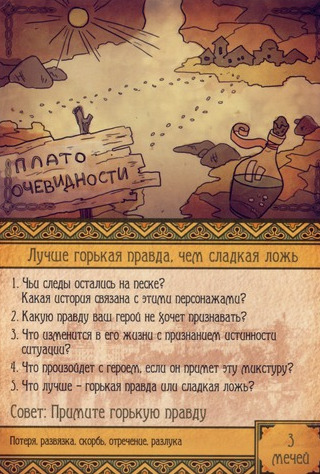 ПЛАТО
ОЧЕВИДНОСТИ
Лучше горькая правда, чем сладкая ложь
1. Чьи следы остались на песке?
Какая история связана с этими персонажами?
2. Какую правду ваш герой не хочет признавать?
3. Что изменится в его жизни с признанием истинности
ситуации?
4. Что произойдет с героем, если он примет эту микстуру?
5. Что лучше – горькая правда или сладкая ложь?
Совет: Примите горькую правду
Потеря, развязка, скорбь, отречение, разлука
3
мечей